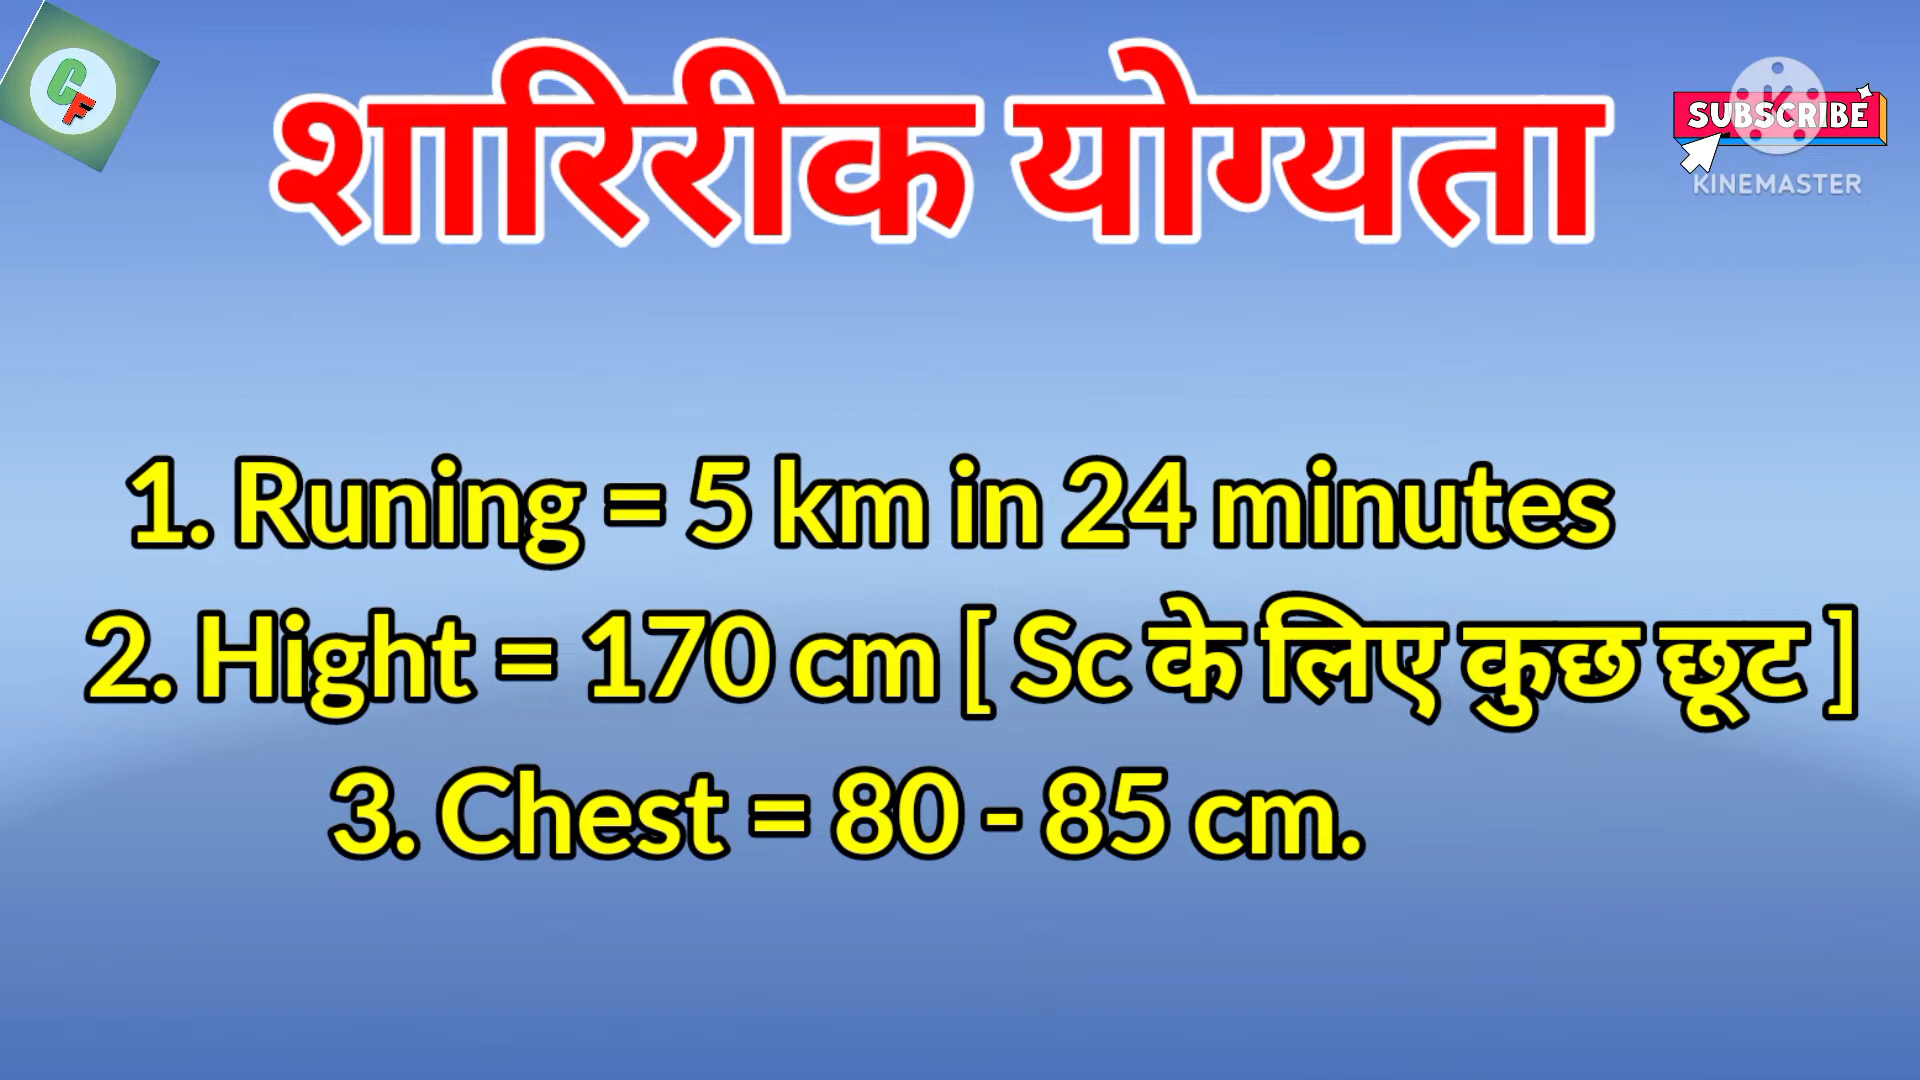 CF
शारिरीक योग्यता
SUBSCRIBE
KINEMASTER
1. Runing = 5 km in 24 minutes
2. Hight = 170 cm [ Sc के लिए कुछ छूट ]
3. Chest = 80 - 85 cm.